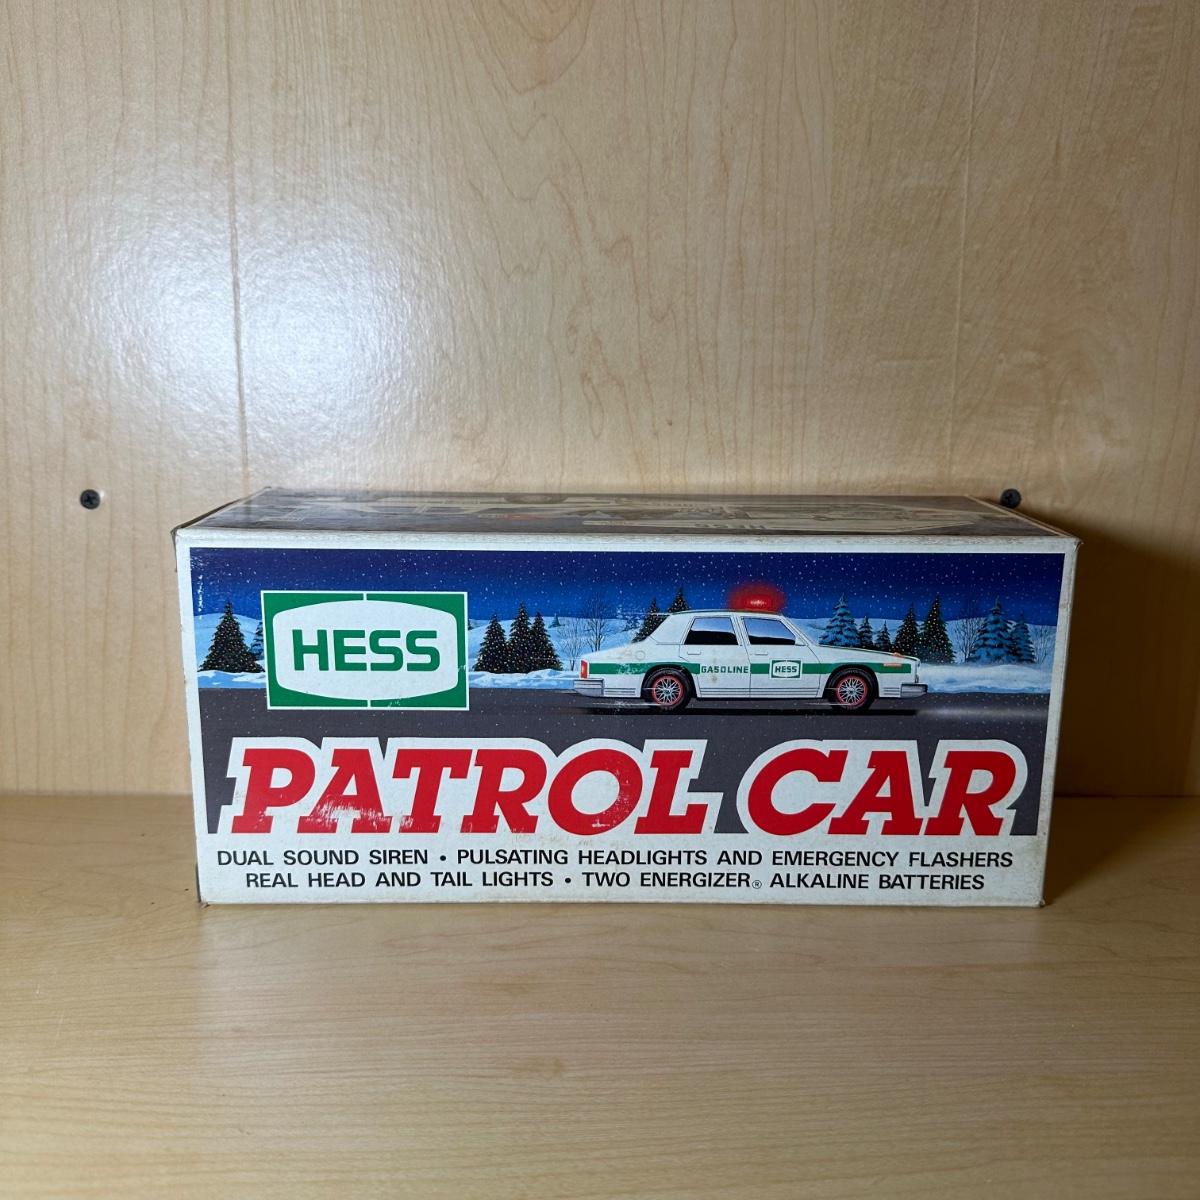 HESS
HESS
GASOLINE HESS
PATROL CAR
DUAL SOUND SIREN • PULSATING HEADLIGHTS AND EMERGENCY FLASHERS
REAL HEAD AND TAIL LIGHTS • TWO ENERGIZER® ALKALINE BATTERIES